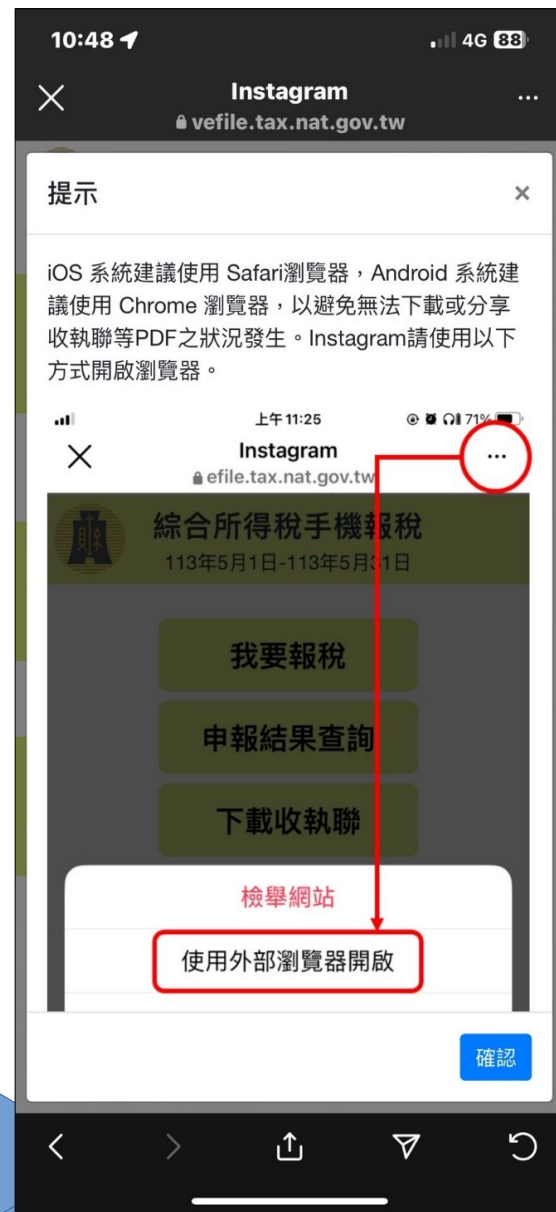 10:48
4G 88
Instagram
vefile.tax.nat.gov.tw
提示
iOS 系統建議使用 Safari瀏覽器，Android 系統建
議使用 Chrome 瀏覽器，以避免無法下載或分享
收執聯等PDF之狀況發生。Instagram請使用以下
方式開啟瀏覽器。
上午11:25
71%
Instagram
efile.tax.nat.gov.tw
財
綜合所得稅手機報稅
113年5月1日-113年5月31日
我要報稅
申報結果查詢
下載收執聯
檢舉網站
使用外部瀏覽器開啟
確認